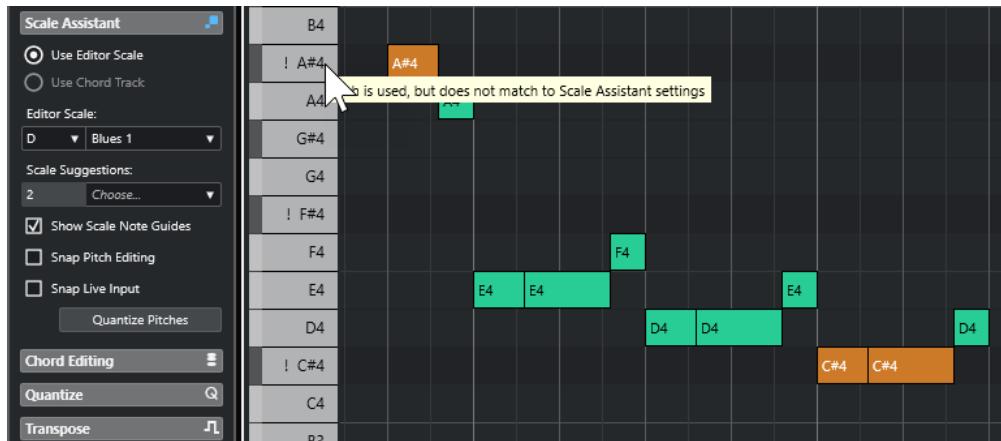 Scale Assistant
Use Editor Scale
Use Chord Track
Editor Scale:
D Blues 1
Scale Suggestions:
2 Choose...
Show Scale Note Guides
Snap Pitch Editing
Snap Live Input
Quantize Pitches
Chord Editing
Quantize
Transpose
B4
! A#4 A#4
is used, but does not match to Scale Assistant settings
A4 A4
G#4
G4
! F#4
F4 F4
E4 E4 E4 E4
D4 D4 D4 D4
! C#4 C#4 C#4
C4
B3